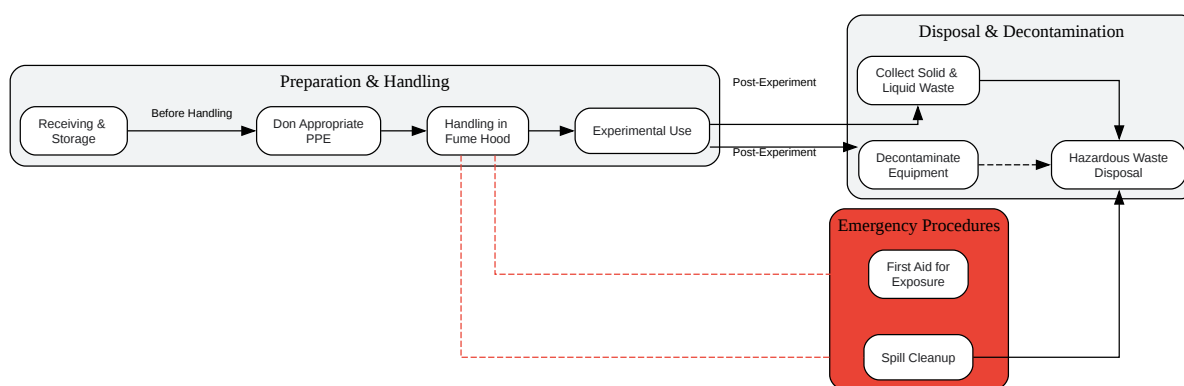 Disposal & Decontamination
Preparation & Handling
Post-Experiment
Collect Solid &
Liquid Waste
Receiving &
Storage
Before Handling
Don Appropriate
PPE
Handling in
Fume Hood
Experimental Use
Post-Experiment
Decontaminate
Equipment
Hazardous Waste
Disposal
Emergency Procedures
First Aid for
Exposure
Spill Cleanup